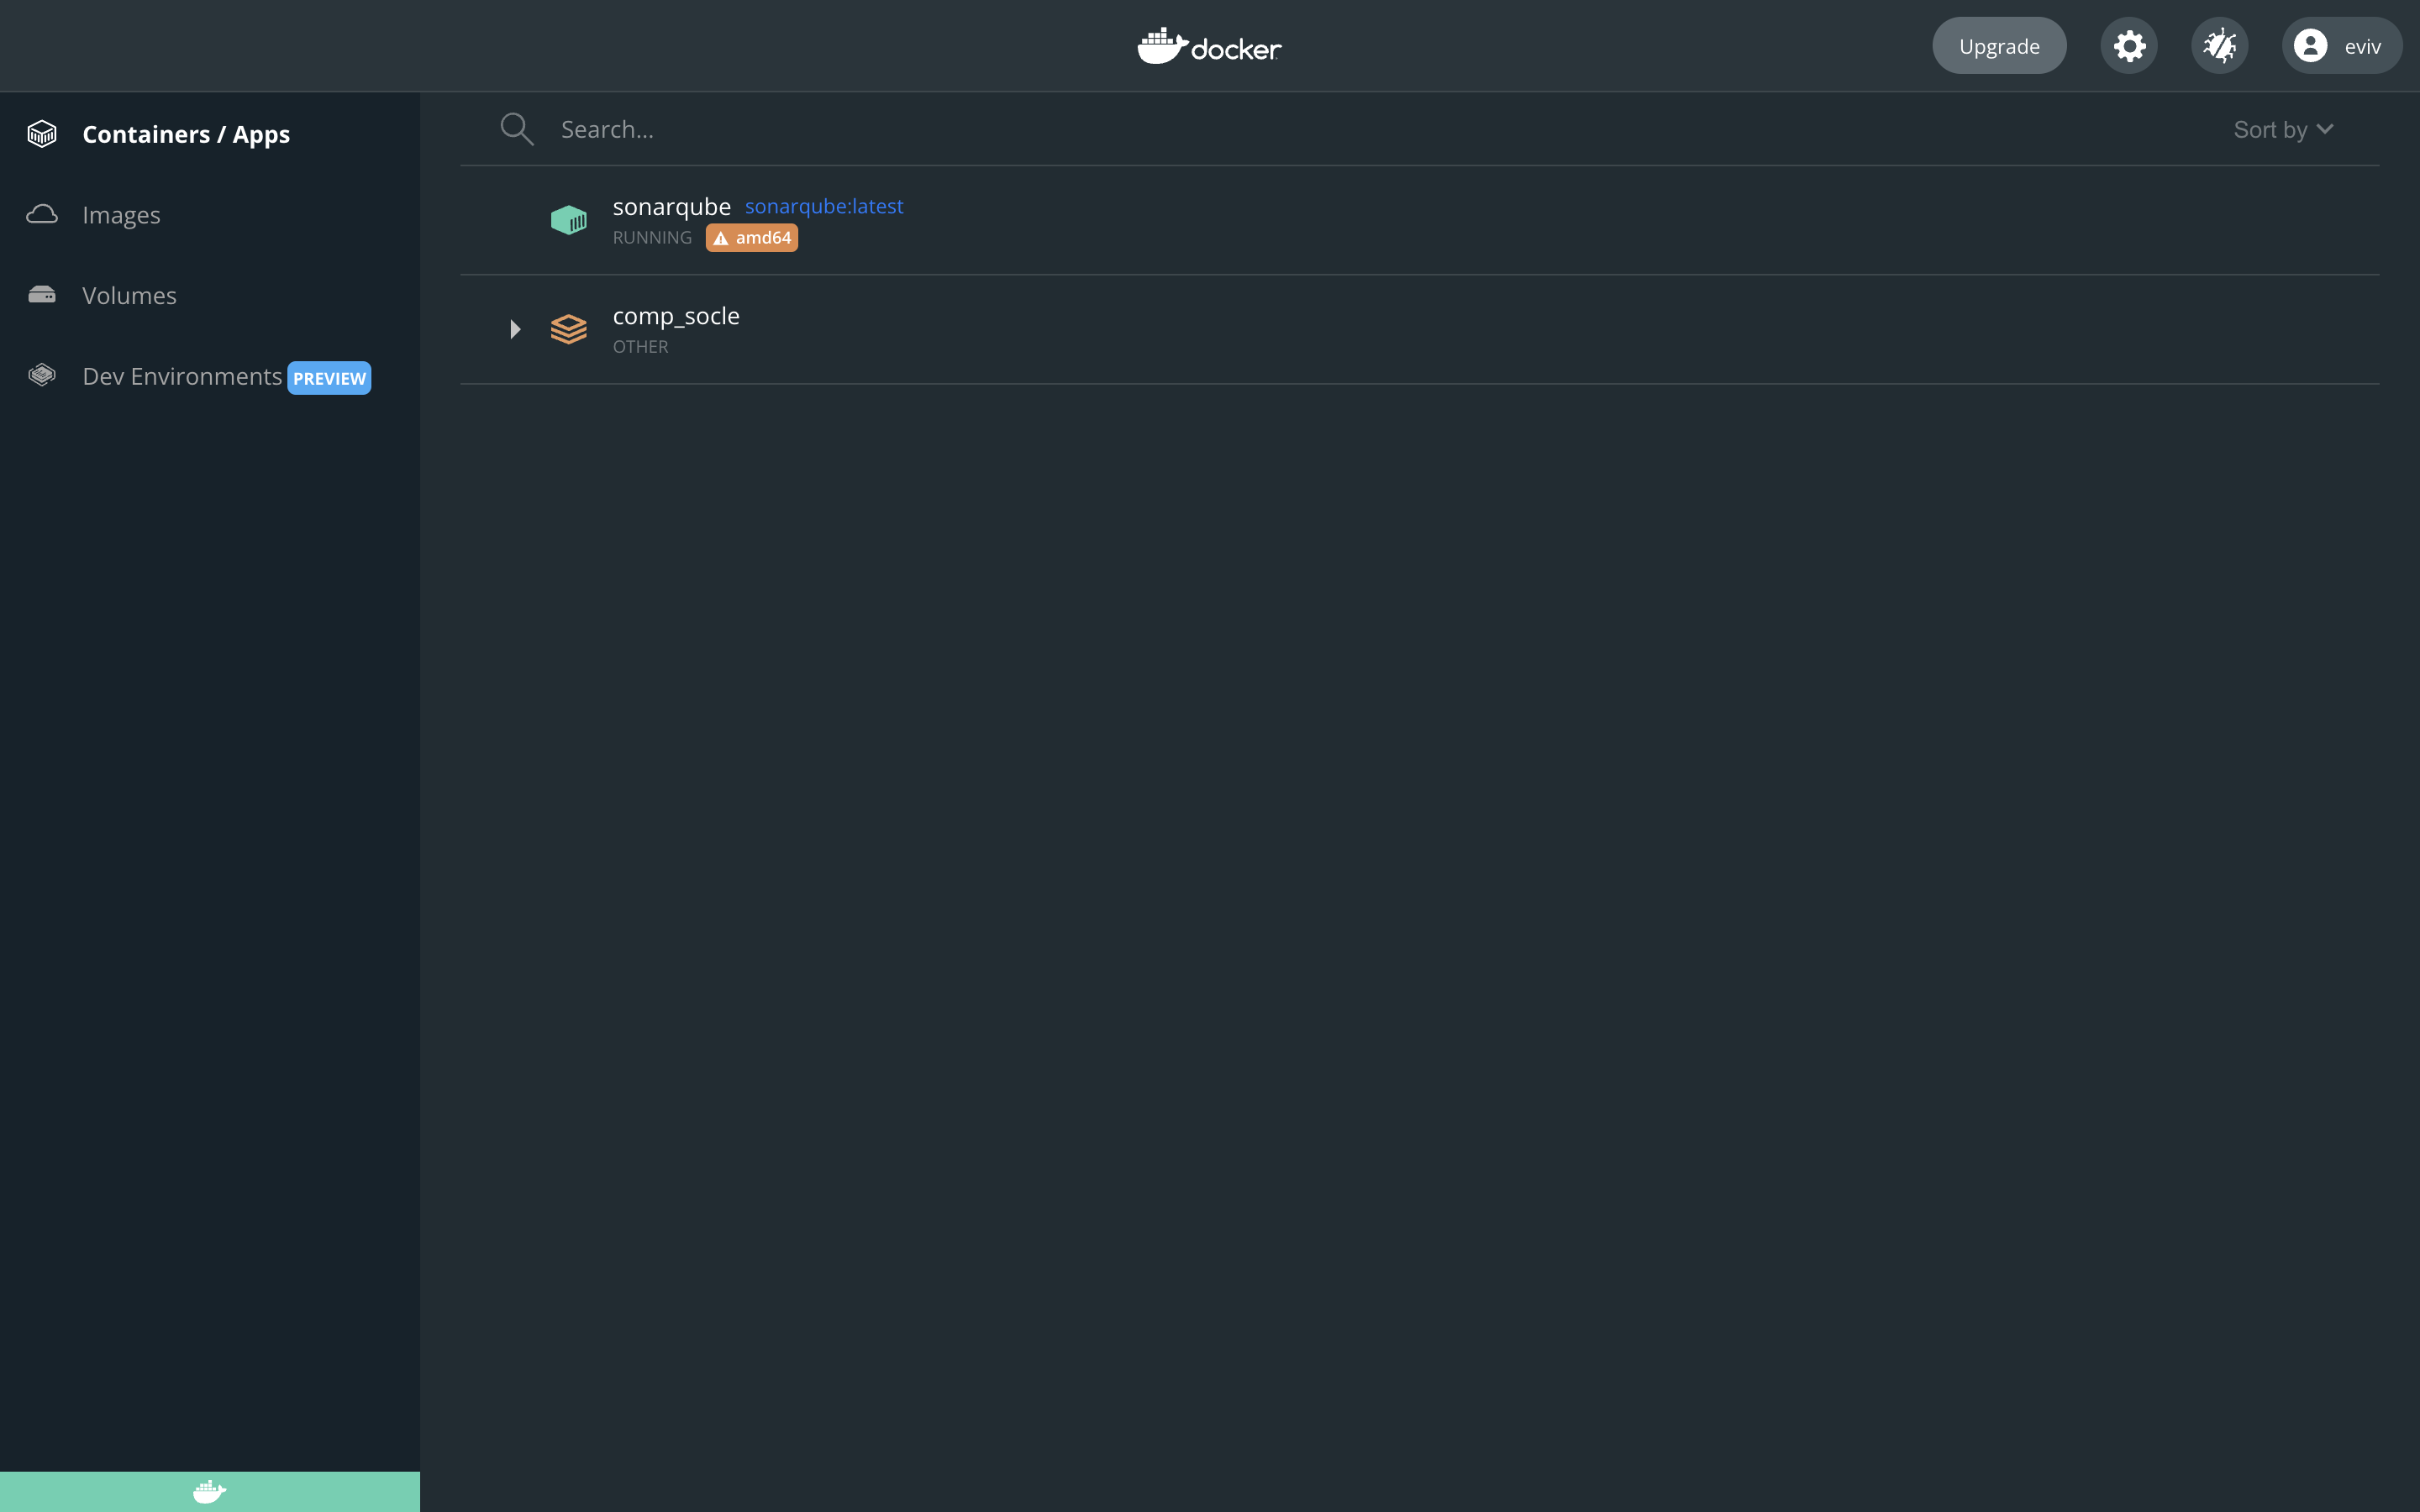 docker
Upgrade
eviv
Containers / Apps
Images
Volumes
Dev Environments PREVIEW
Search...
Sort by
sonarqube sonarqube:latest
RUNNING amd64
comp_socle
OTHER